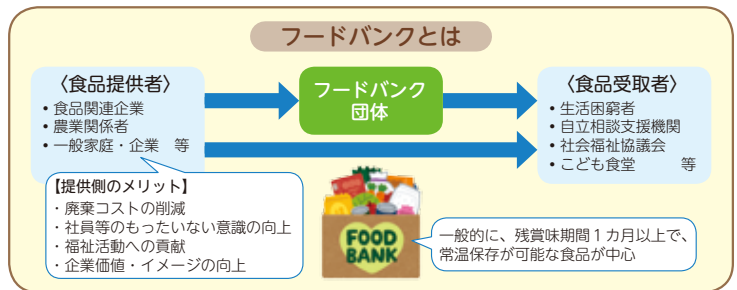 フードバンクとは
〈食品提供者〉
• 食品関連企業
• 農業関係者
• 一般家庭・企業　等
フードバンク
団体
〈食品受取者〉
• 生活困窮者
• 自立相談支援機関
• 社会福祉協議会
• こども食堂　　等
【提供側のメリット】
・廃棄コストの削減
・社員等のもったいない意識の向上
・福祉活動への貢献
・企業価値・イメージの向上
FOOD
BANK
一般的に、残賞味期間１カ月以上で、
常温保存が可能な食品が中心